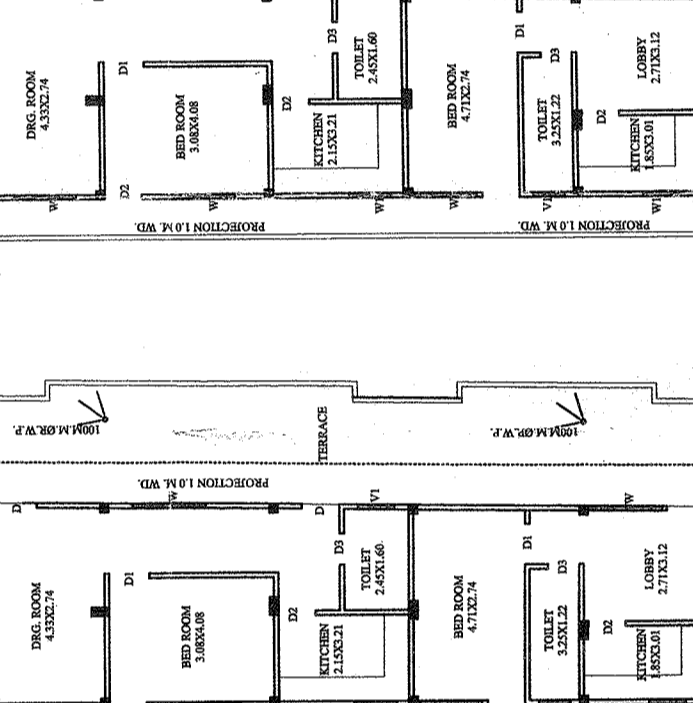 D3
TOILET
2.45X1.60
D1
D3
LOBBY
2.71X3.12
DRG. ROOM
4.33X2.74
D1
BED ROOM
3.08X4.08
D2
KITCHEN
2.15X3.21
BED ROOM
4.71X2.74
TOILET
3.25X1.22
D2
KITCHEN
1.85X3.01
D2
W1
W
W1
W
V1
W1
PROJECTION 1.0 M. WD.
PROJECTION 1.0 M. WD.
100M.M.ØR.W.P.
TERRACE
100M.M.ØR.W.P.
PROJECTION 1.0 M. WD.
D
W
D
V1
W
D1
D3
TOILET
2.45X1.60
D1
D3
LOBBY
2.71X3.12
DRG. ROOM
4.33X2.74
BED ROOM
3.08X4.08
D2
KITCHEN
2.15X3.21
BED ROOM
4.71X2.74
TOILET
3.25X1.22
D2
KITCHEN
1.85X3.01